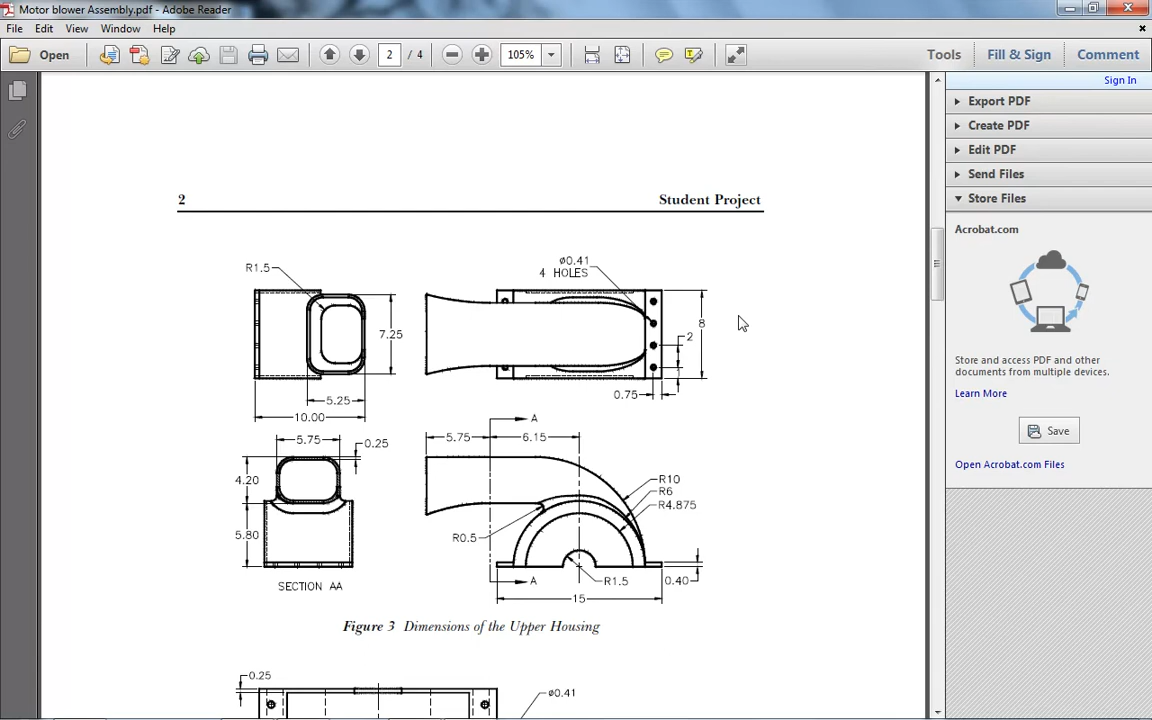 Motor blower Assembly.pdf - Adobe Reader
File Edit View Window Help
Open 2 / 4 105% Tools Fill & Sign Comment
Sign In
Export PDF
Create PDF
Edit PDF
Send Files
Store Files
Acrobat.com
Store and access PDF and other
documents from multiple devices.
Learn More
Save
Open Acrobat.com Files
2 Student Project
R1.5
7.25
5.25
10.00
ø0.41
4 HOLES
8
2
0.75
5.75
0.25
4.20
5.80
SECTION AA
A
5.75 6.15
R10
R6
R4.875
R0.5
A
R1.5
0.40
15
Figure 3 Dimensions of the Upper Housing
0.25
ø0.41